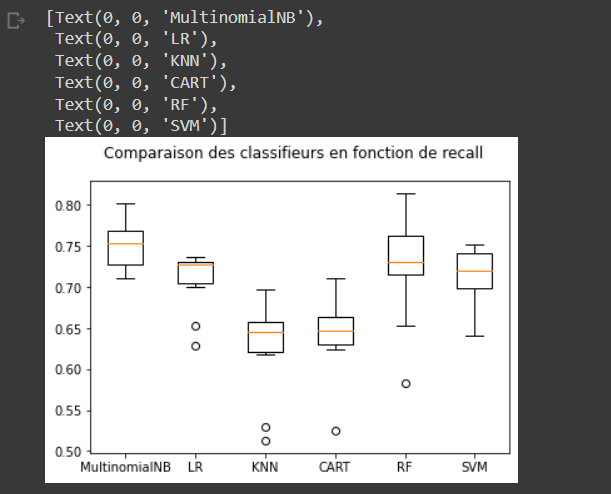 [Text(0, 0, 'MultinomialNB'),
Text(0, 0, 'LR'),
Text(0, 0, 'KNN'),
Text(0, 0, 'CART'),
Text(0, 0, 'RF'),
Text(0, 0, 'SVM')]
Comparaison des classifieurs en fonction de recall
0.80
0.75
0.70
0.65
0.60
0.55
0.50
MultinomialNB LR KNN CART RF SVM